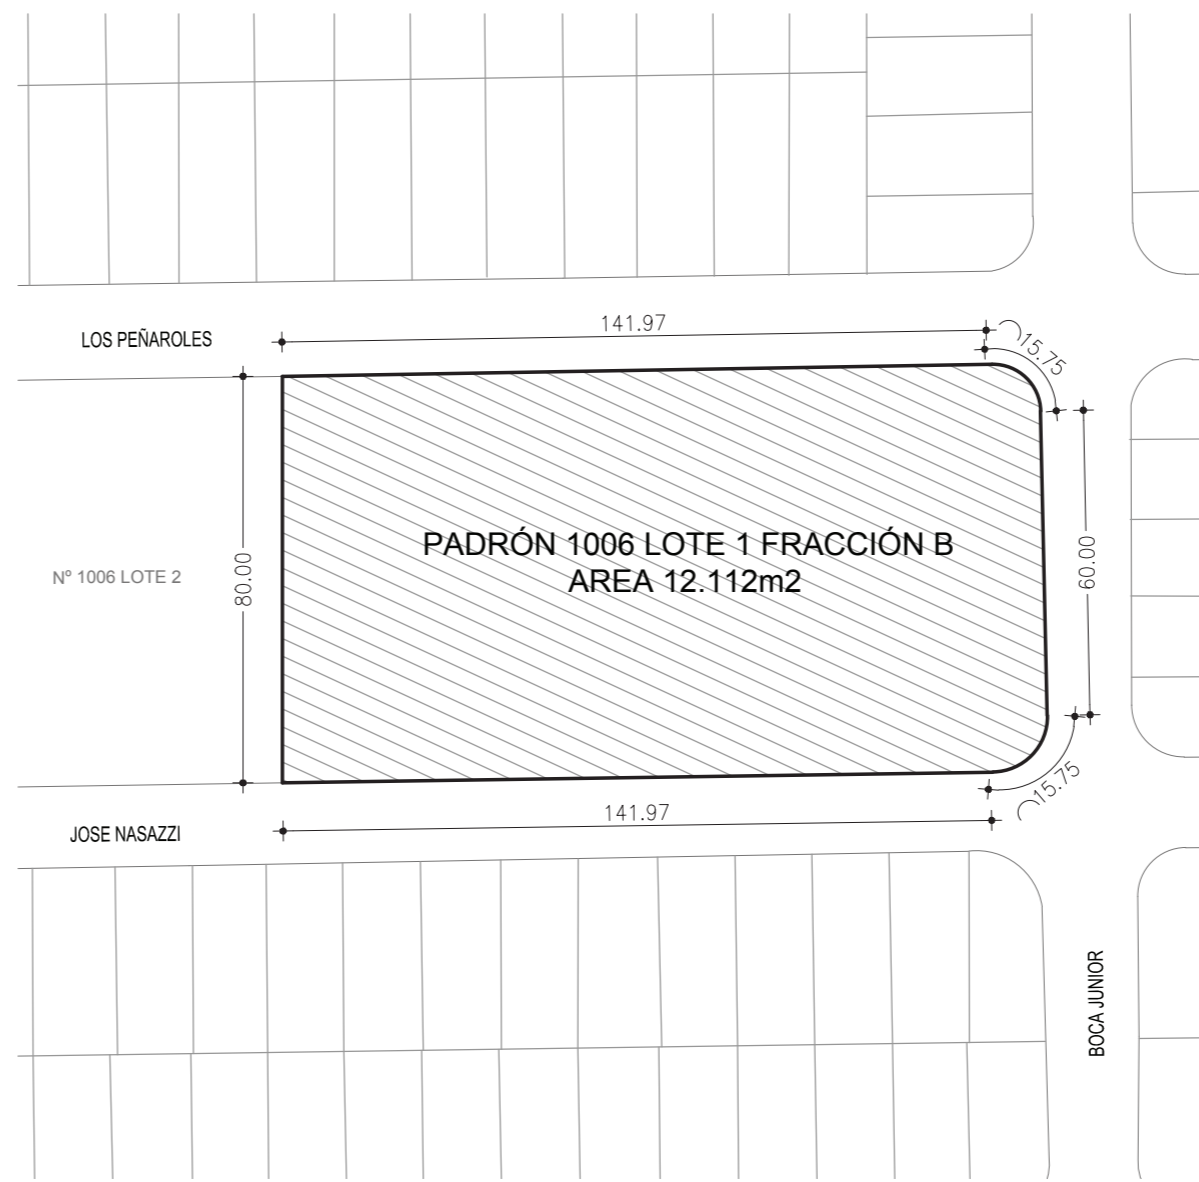 141.97
15.75
LOS PEÑAROLES
PADRÓN 1006 LOTE 1 FRACCIÓN B
AREA 12.112m2
Nº 1006 LOTE 2
80.00
60.00
15.75
141.97
JOSE NASAZZI
BOCA JUNIOR